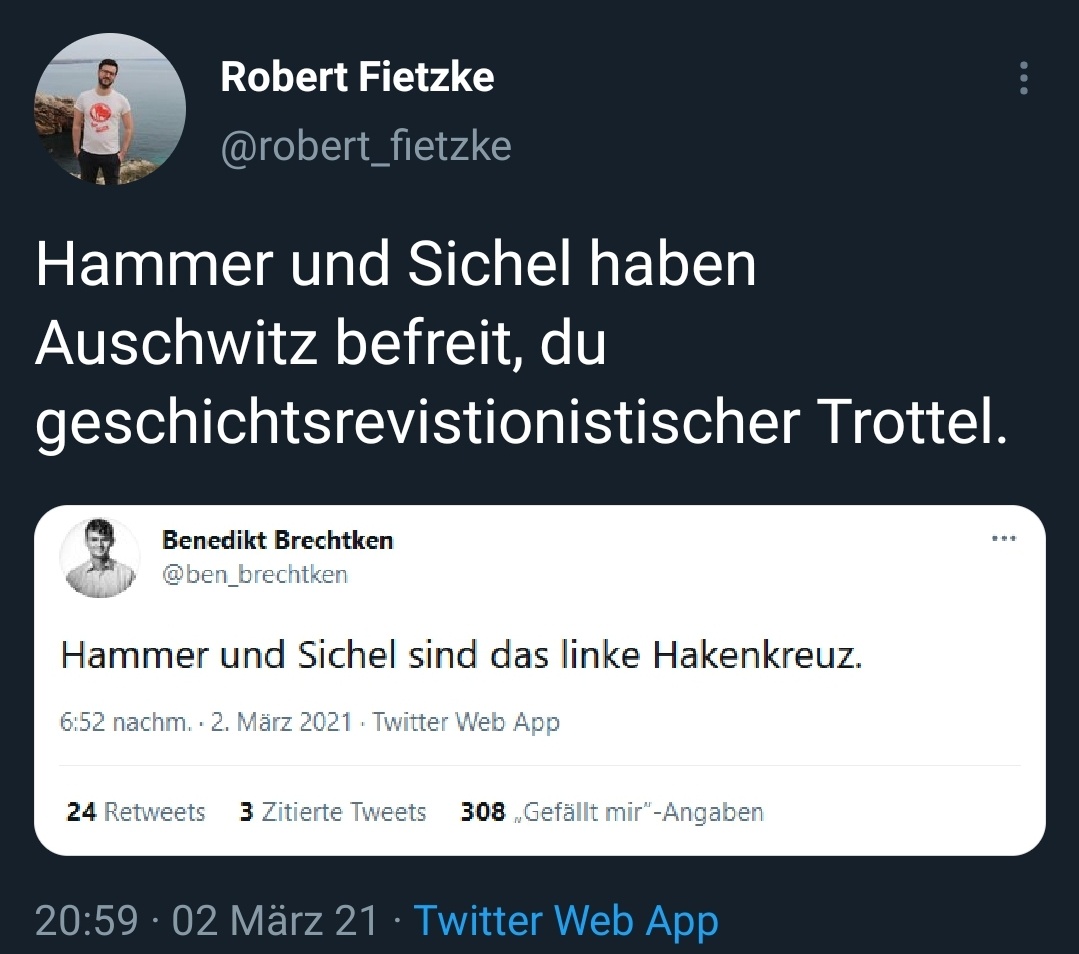 Robert Fietzke
@robert_fietzke
Hammer und Sichel haben
Auschwitz befreit, du
geschichtsrevistionistischer Trottel.
Benedikt Brechtken
@ben_brechtken
Hammer und Sichel sind das linke Hakenkreuz.
6:52 nachm. · 2. März 2021 · Twitter Web App
24 Retweets 3 Zitierte Tweets 308 „Gefällt mir“-Angaben
20:59 · 02 März 21 · Twitter Web App